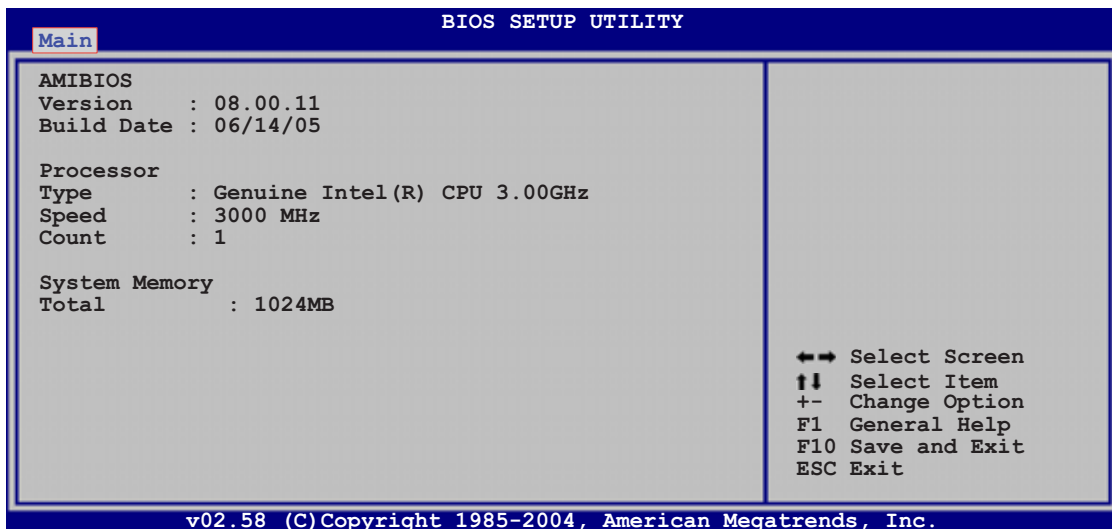 BIOS SETUP UTILITY
Main
AMIBIOS
Version : 08.00.11
Build Date : 06/14/05
Processor
Type : Genuine Intel(R) CPU 3.00GHz
Speed : 3000 MHz
Count : 1
System Memory
Total : 1024MB
←→ Select Screen
↑↓ Select Item
+- Change Option
F1 General Help
F10 Save and Exit
ESC Exit
v02.58 (C)Copyright 1985-2004, American Megatrends, Inc.